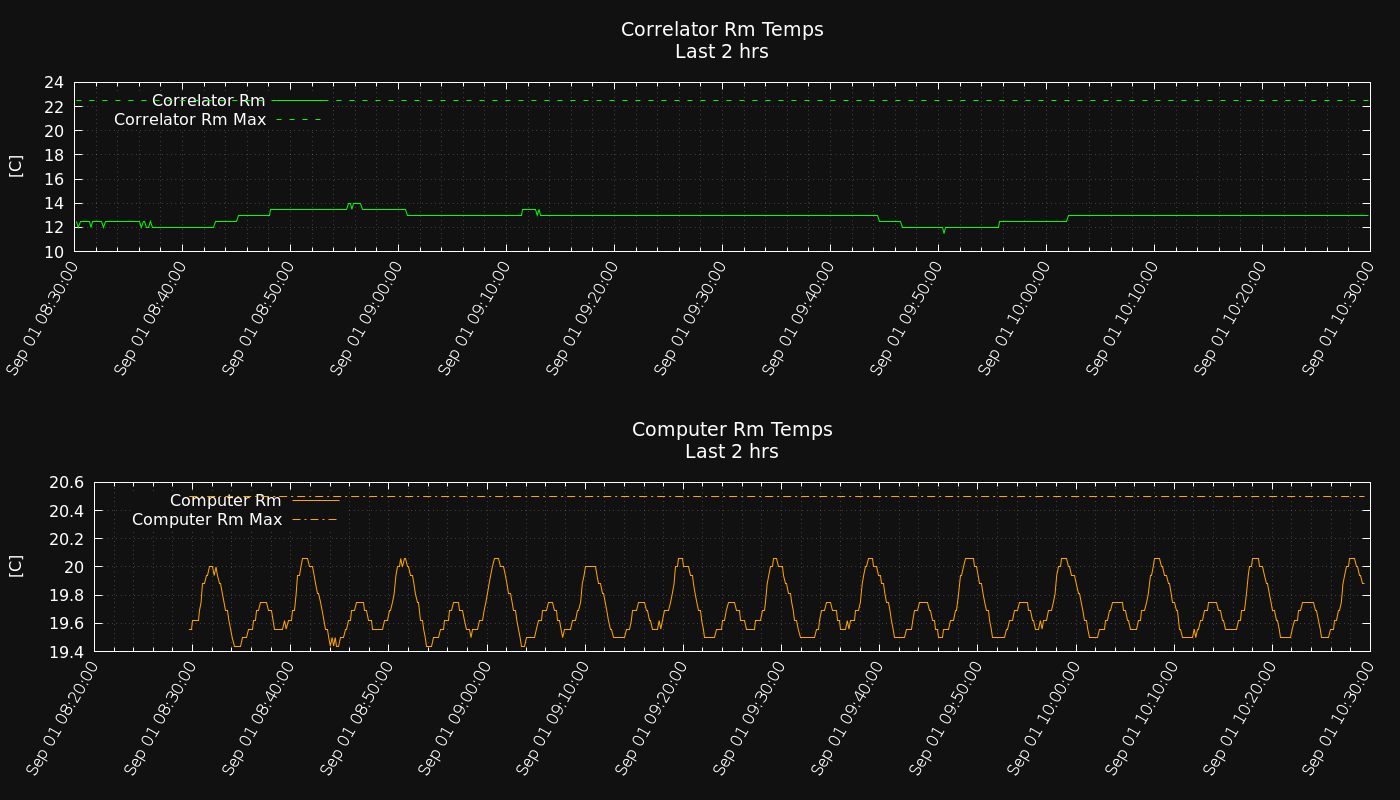 Correlator Rm Temps
Last 2 hrs
24
22
20
18
16
14
12
10
[C]
Correlator Rm
Correlator Rm Max
Sep 01 08:30:00
Sep 01 08:40:00
Sep 01 08:50:00
Sep 01 09:00:00
Sep 01 09:10:00
Sep 01 09:20:00
Sep 01 09:30:00
Sep 01 09:40:00
Sep 01 09:50:00
Sep 01 10:00:00
Sep 01 10:10:00
Sep 01 10:20:00
Sep 01 10:30:00
Computer Rm Temps
Last 2 hrs
20.6
20.4
20.2
20
19.8
19.6
19.4
[C]
Computer Rm
Computer Rm Max
Sep 01 08:20:00
Sep 01 08:30:00
Sep 01 08:40:00
Sep 01 08:50:00
Sep 01 09:00:00
Sep 01 09:10:00
Sep 01 09:20:00
Sep 01 09:30:00
Sep 01 09:40:00
Sep 01 09:50:00
Sep 01 10:00:00
Sep 01 10:10:00
Sep 01 10:20:00
Sep 01 10:30:00